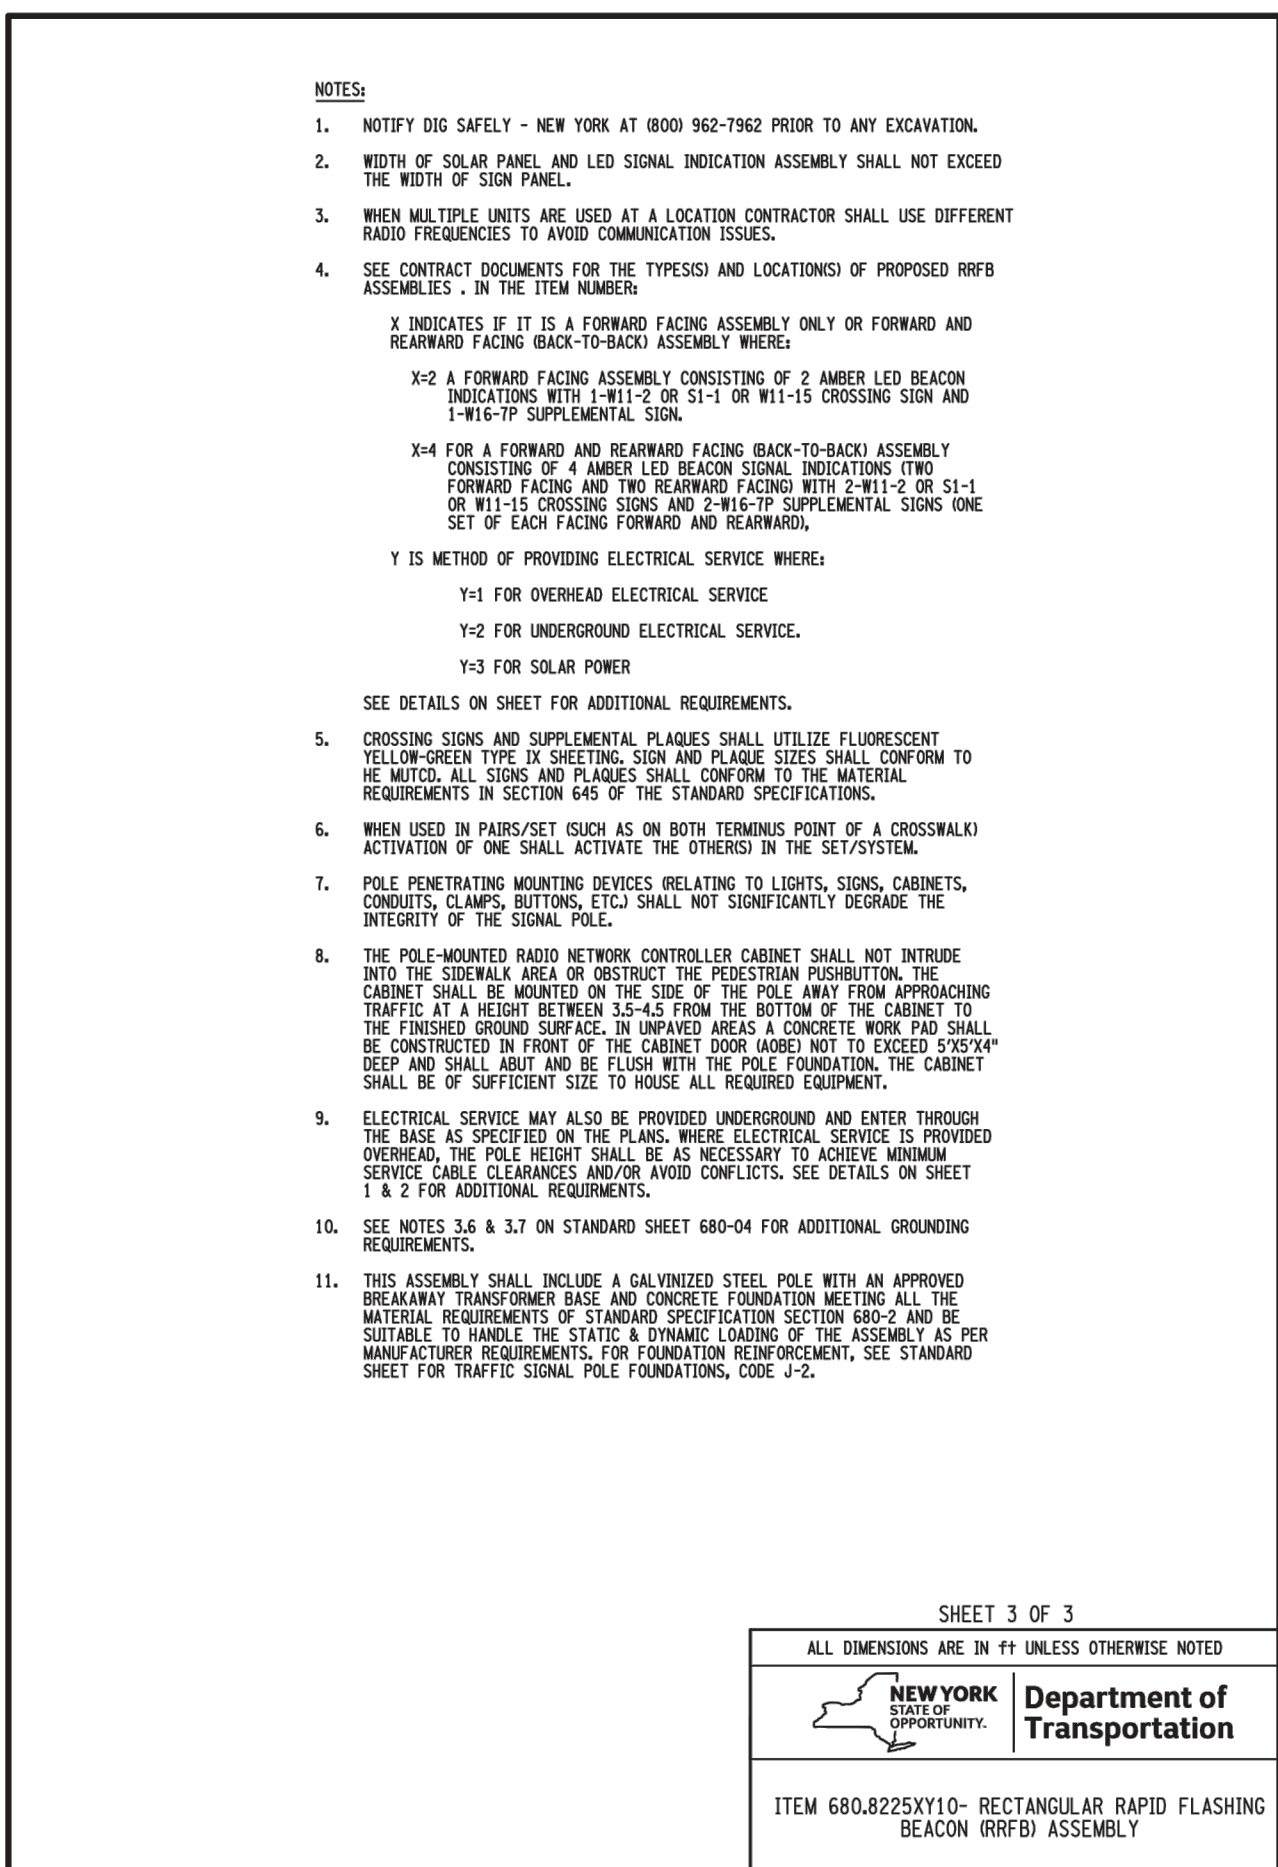 NOTES:
1. NOTIFY DIG SAFELY - NEW YORK AT (800) 962-7962 PRIOR TO ANY EXCAVATION.
2. WIDTH OF SOLAR PANEL AND LED SIGNAL INDICATION ASSEMBLY SHALL NOT EXCEED
THE WIDTH OF SIGN PANEL.
3. WHEN MULTIPLE UNITS ARE USED AT A LOCATION CONTRACTOR SHALL USE DIFFERENT
RADIO FREQUENCIES TO AVOID COMMUNICATION ISSUES.
4. SEE CONTRACT DOCUMENTS FOR THE TYPES(S) AND LOCATION(S) OF PROPOSED RRFB
ASSEMBLIES . IN THE ITEM NUMBER:
X INDICATES IF IT IS A FORWARD FACING ASSEMBLY ONLY OR FORWARD AND
REARWARD FACING (BACK-TO-BACK) ASSEMBLY WHERE:
X=2 A FORWARD FACING ASSEMBLY CONSISTING OF 2 AMBER LED BEACON
INDICATIONS WITH 1-W11-2 OR S1-1 OR W11-15 CROSSING SIGN AND
1-W16-7P SUPPLEMENTAL SIGN.
X=4 FOR A FORWARD AND REARWARD FACING (BACK-TO-BACK) ASSEMBLY
CONSISTING OF 4 AMBER LED BEACON SIGNAL INDICATIONS (TWO
FORWARD FACING AND TWO REARWARD FACING) WITH 2-W11-2 OR S1-1
OR W11-15 CROSSING SIGNS AND 2-W16-7P SUPPLEMENTAL SIGNS (ONE
SET OF EACH FACING FORWARD AND REARWARD),
Y IS METHOD OF PROVIDING ELECTRICAL SERVICE WHERE:
Y=1 FOR OVERHEAD ELECTRICAL SERVICE
Y=2 FOR UNDERGROUND ELECTRICAL SERVICE.
Y=3 FOR SOLAR POWER
SEE DETAILS ON SHEET FOR ADDITIONAL REQUIREMENTS.
5. CROSSING SIGNS AND SUPPLEMENTAL PLAQUES SHALL UTILIZE FLUORESCENT
YELLOW-GREEN TYPE IX SHEETING. SIGN AND PLAQUE SIZES SHALL CONFORM TO
HE MUTCD. ALL SIGNS AND PLAQUES SHALL CONFORM TO THE MATERIAL
REQUIREMENTS IN SECTION 645 OF THE STANDARD SPECIFICATIONS.
6. WHEN USED IN PAIRS/SET (SUCH AS ON BOTH TERMINUS POINT OF A CROSSWALK)
ACTIVATION OF ONE SHALL ACTIVATE THE OTHER(S) IN THE SET/SYSTEM.
7. POLE PENETRATING MOUNTING DEVICES (RELATING TO LIGHTS, SIGNS, CABINETS,
CONDUITS, CLAMPS, BUTTONS, ETC.) SHALL NOT SIGNIFICANTLY DEGRADE THE
INTEGRITY OF THE SIGNAL POLE.
8. THE POLE-MOUNTED RADIO NETWORK CONTROLLER CABINET SHALL NOT INTRUDE
INTO THE SIDEWALK AREA OR OBSTRUCT THE PEDESTRIAN PUSHBUTTON. THE
CABINET SHALL BE MOUNTED ON THE SIDE OF THE POLE AWAY FROM APPROACHING
TRAFFIC AT A HEIGHT BETWEEN 3.5-4.5 FROM THE BOTTOM OF THE CABINET TO
THE FINISHED GROUND SURFACE. IN UNPAVED AREAS A CONCRETE WORK PAD SHALL
BE CONSTRUCTED IN FRONT OF THE CABINET DOOR (AOBE) NOT TO EXCEED 5'X5'X4"
DEEP AND SHALL ABUT AND BE FLUSH WITH THE POLE FOUNDATION. THE CABINET
SHALL BE OF SUFFICIENT SIZE TO HOUSE ALL REQUIRED EQUIPMENT.
9. ELECTRICAL SERVICE MAY ALSO BE PROVIDED UNDERGROUND AND ENTER THROUGH
THE BASE AS SPECIFIED ON THE PLANS. WHERE ELECTRICAL SERVICE IS PROVIDED
OVERHEAD, THE POLE HEIGHT SHALL BE AS NECESSARY TO ACHIEVE MINIMUM
SERVICE CABLE CLEARANCES AND/OR AVOID CONFLICTS. SEE DETAILS ON SHEET
1 & 2 FOR ADDITIONAL REQUIRMENTS.
10. SEE NOTES 3.6 & 3.7 ON STANDARD SHEET 680-04 FOR ADDITIONAL GROUNDING
REQUIREMENTS.
11. THIS ASSEMBLY SHALL INCLUDE A GALVINIZED STEEL POLE WITH AN APPROVED
BREAKAWAY TRANSFORMER BASE AND CONCRETE FOUNDATION MEETING ALL THE
MATERIAL REQUIREMENTS OF STANDARD SPECIFICATION SECTION 680-2 AND BE
SUITABLE TO HANDLE THE STATIC & DYNAMIC LOADING OF THE ASSEMBLY AS PER
MANUFACTURER REQUIREMENTS. FOR FOUNDATION REINFORCEMENT, SEE STANDARD
SHEET FOR TRAFFIC SIGNAL POLE FOUNDATIONS, CODE J-2.
SHEET 3 OF 3
ALL DIMENSIONS ARE IN ft UNLESS OTHERWISE NOTED
NEW YORK
STATE OF
OPPORTUNITY.
Department of
Transportation
ITEM 680.8225XY10- RECTANGULAR RAPID FLASHING
BEACON (RRFB) ASSEMBLY